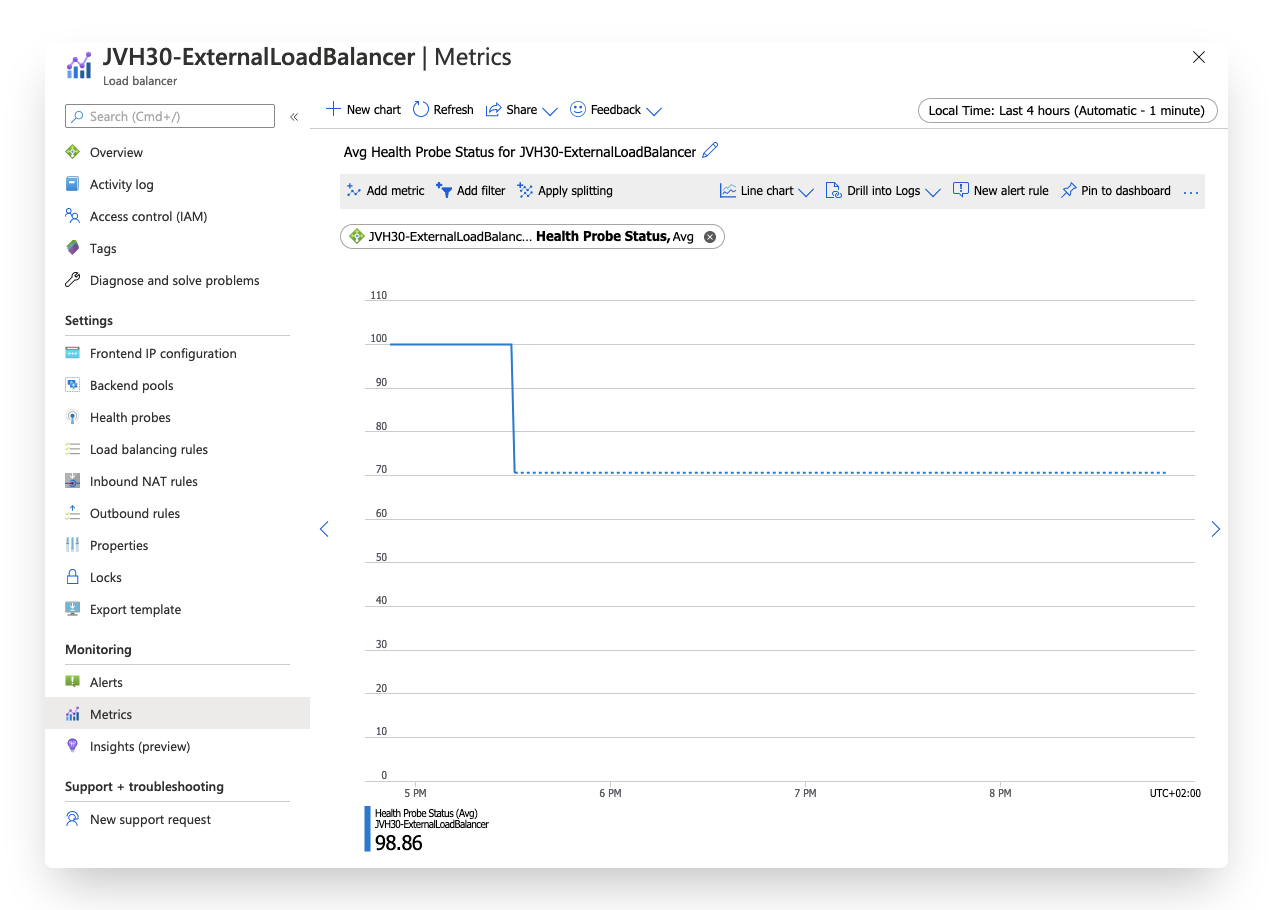 JVH30-ExternalLoadBalancer | Metrics
Load balancer
Search (Cmd+/)
«
Overview
Activity log
Access control (IAM)
Tags
Diagnose and solve problems
Settings
Frontend IP configuration
Backend pools
Health probes
Load balancing rules
Inbound NAT rules
Outbound rules
Properties
Locks
Export template
Monitoring
Alerts
Metrics
Insights (preview)
Support + troubleshooting
New support request
New chart Refresh Share Feedback
Local Time: Last 4 hours (Automatic - 1 minute)
Avg Health Probe Status for JVH30-ExternalLoadBalancer
Add metric Add filter Apply splitting Line chart Drill into Logs New alert rule Pin to dashboard ...
JVH30-ExternalLoadBalanc... Health Probe Status, Avg
110
100
90
80
70
60
50
40
30
20
10
0
5 PM 6 PM 7 PM 8 PM UTC+02:00
Health Probe Status (Avg)
JVH30-ExternalLoadBalancer
98.86